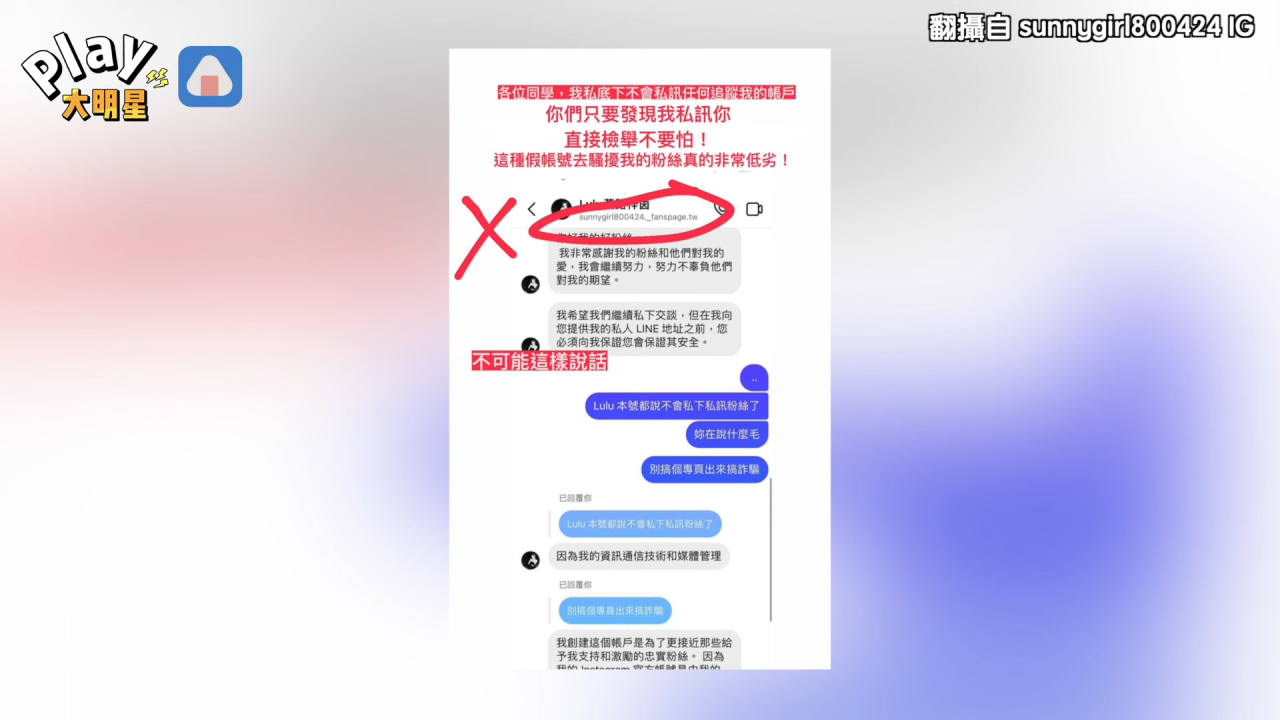 Play
大明星
翻攝自 sunnygirl800424 IG
各位同學，我私底下不會私訊任何追蹤我的帳戶
你們只要發現我私訊你
直接檢舉不要怕！
這種假帳號去騷擾我的粉絲真的非常低劣！
Lulu
sunnygirl800424._fanspage.tw
我非常感謝我的粉絲和他們對我的
愛，我會繼續努力，努力不辜負他們
對我的期望。
我希望我們繼續私下交談，但在我向
您提供我的私人 LINE 地址之前，您
必須向我保證您會保證其安全。
不可能這樣說話
..
Lulu 本號都說不會私下私訊粉絲了
妳在說什麼毛
別搞個專頁出來搞詐騙
已回覆你
Lulu 本號都說不會私下私訊粉絲了
因為我的資訊通信技術和媒體管理
已回覆你
別搞個專頁出來搞詐騙
我創建這個帳戶是為了更接近那些給
予我支持和激勵的忠實粉絲。 因為
我的 Instagram 官方帳號是由我的